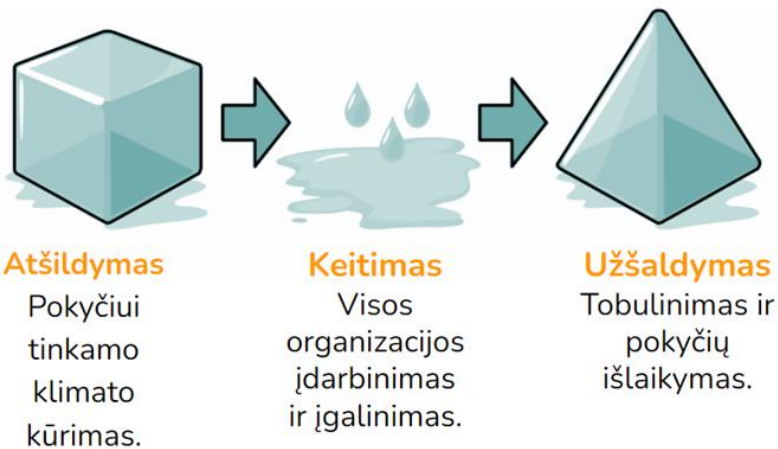 Atšildymas
Pokyčiui
tinkamo
klimato
kūrimas.
Keitimas
Visos
organizacijos
įdarbinimas
ir įgalinimas.
Užšaldymas
Tobulinimas ir
pokyčių
išlaikymas.